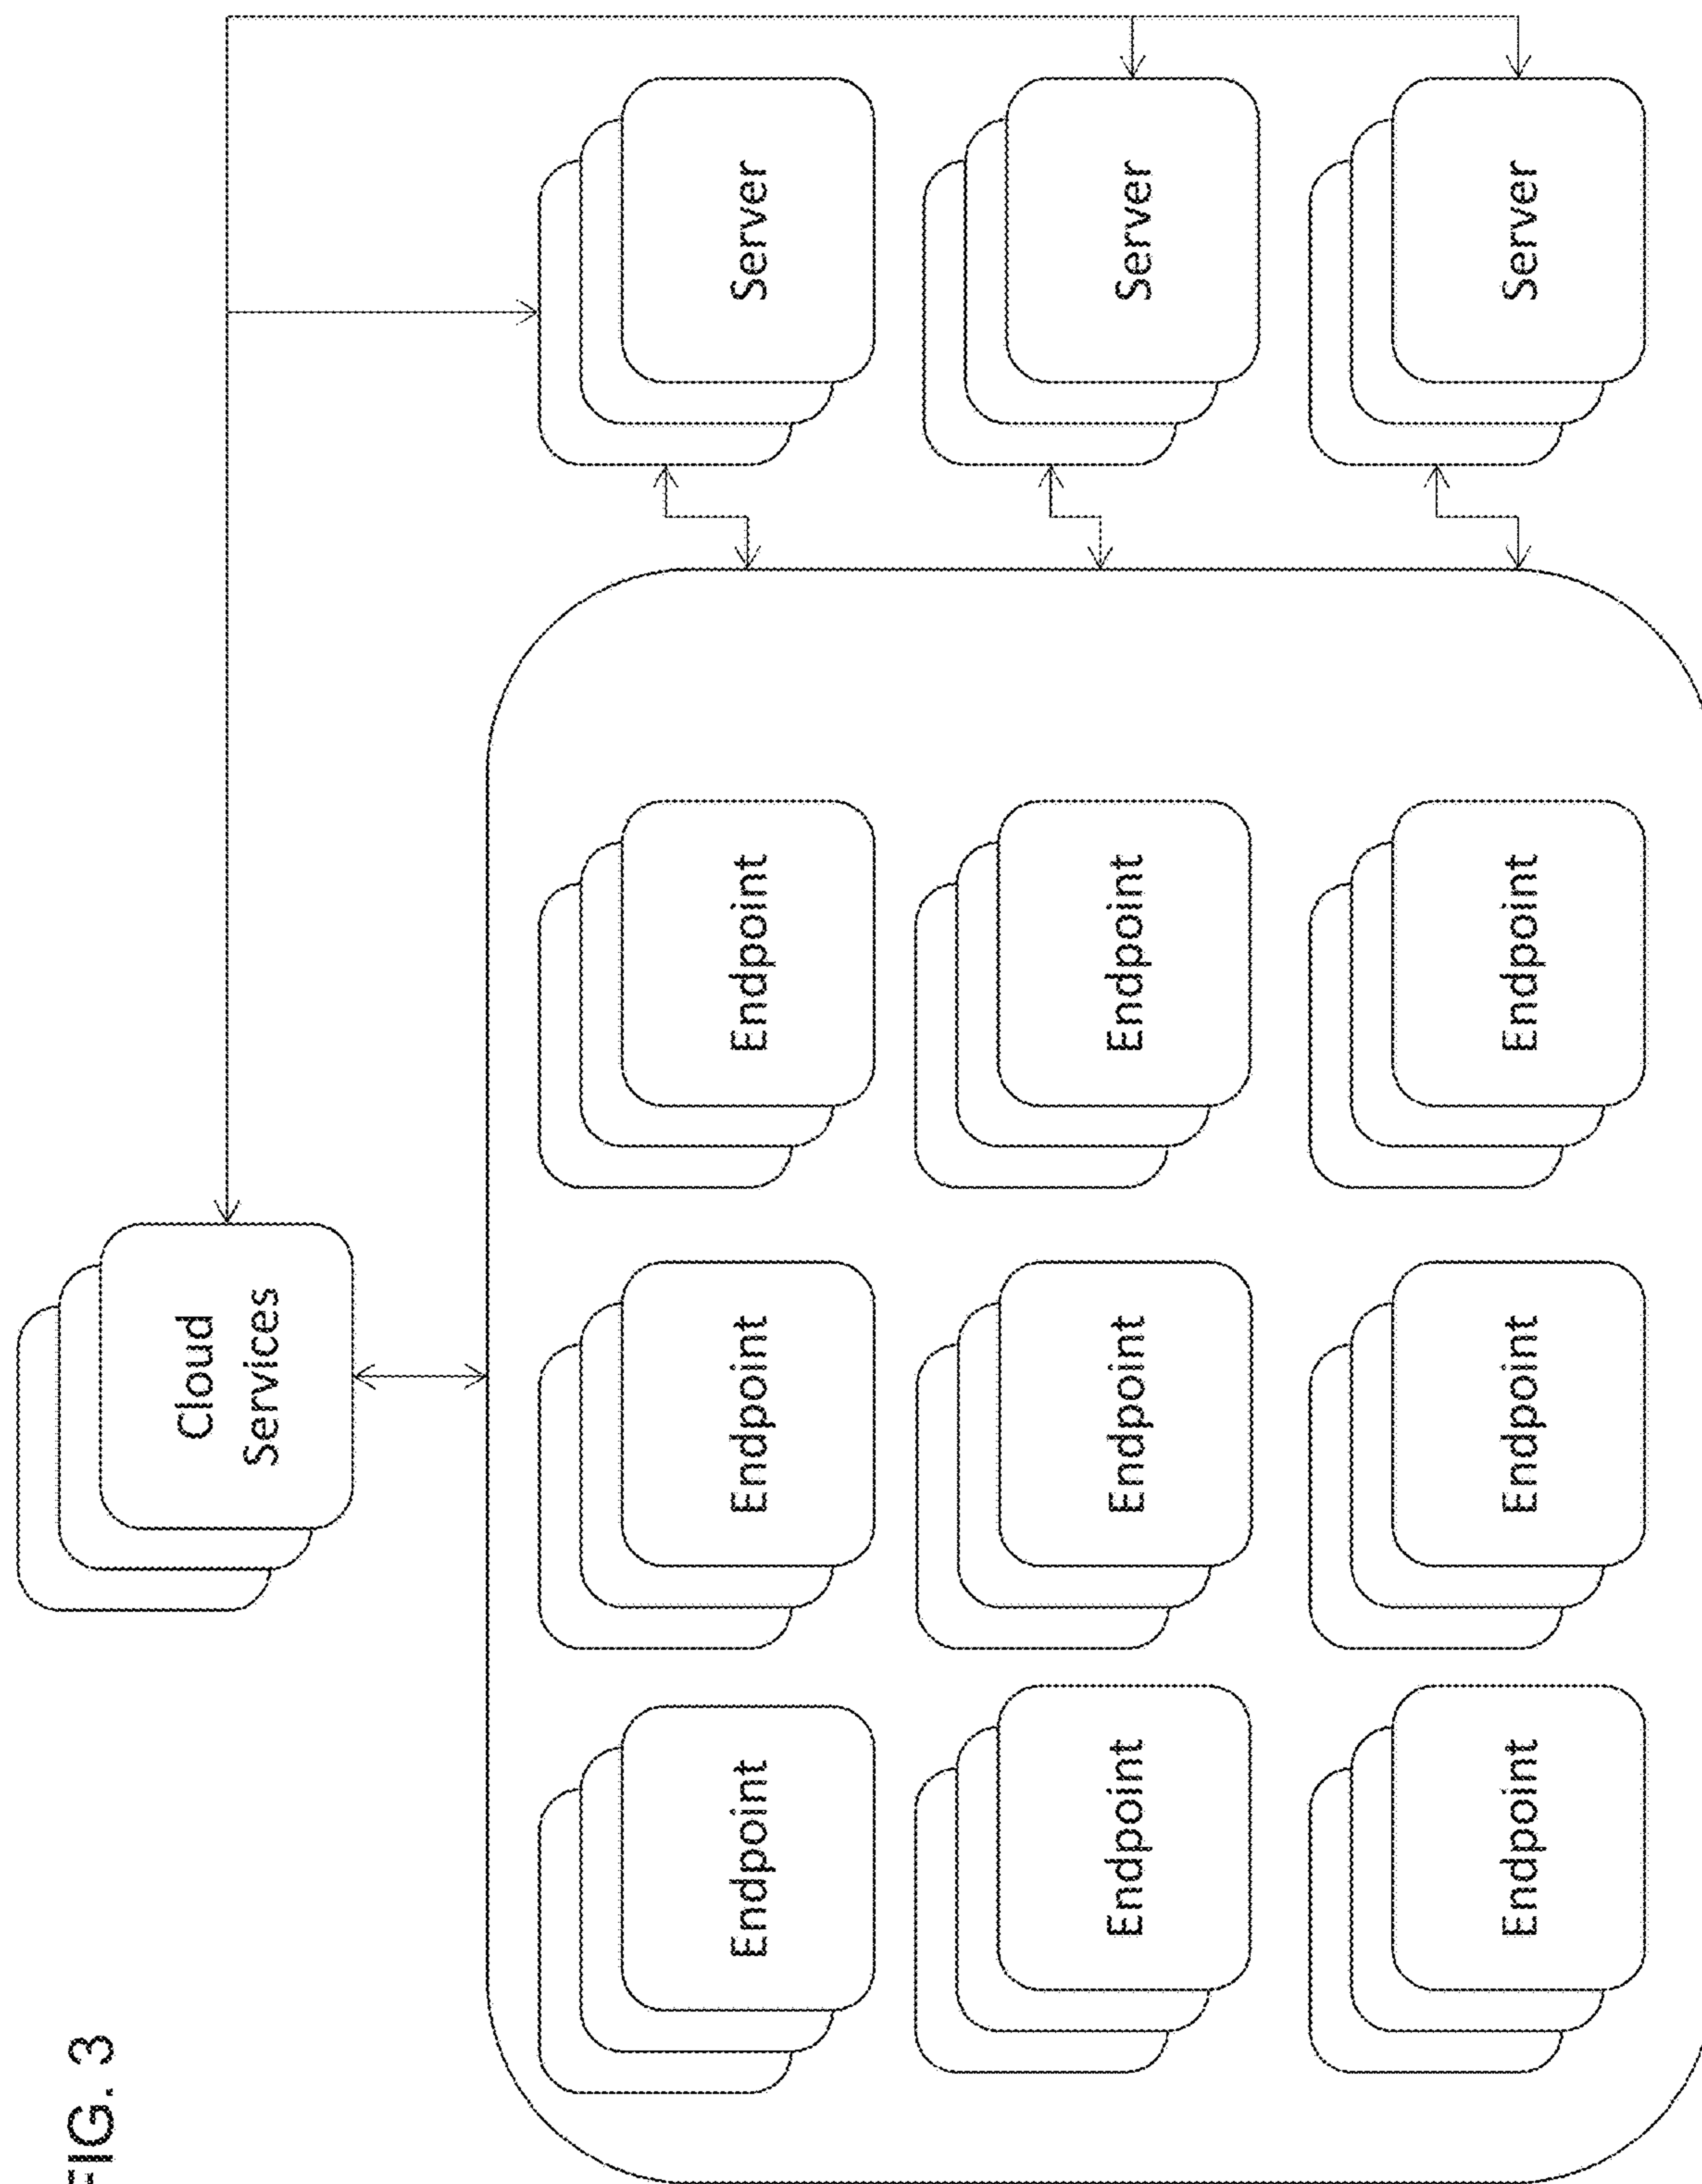 FIG. 3
Cloud
Services
Endpoint
Endpoint
Endpoint
Server
Endpoint
Endpoint
Endpoint
Server
Endpoint
Endpoint
Endpoint
Server